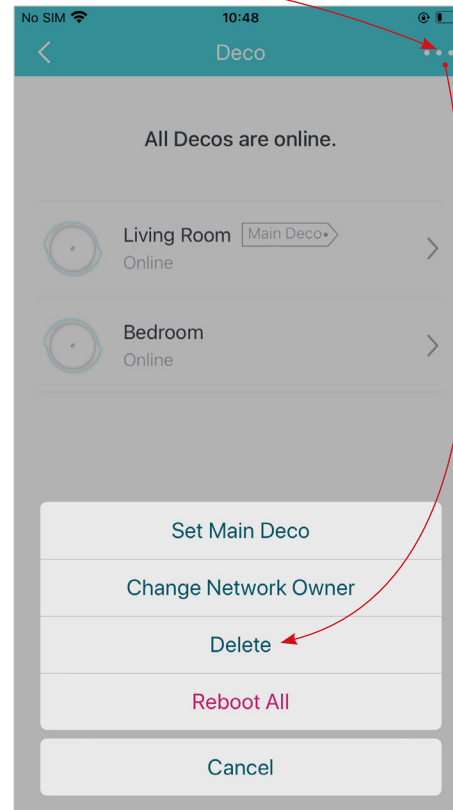 No SIM 10:48
Deco
All Decos are online.
Living Room Main Deco
Online
Bedroom
Online
Set Main Deco
Change Network Owner
Delete
Reboot All
Cancel